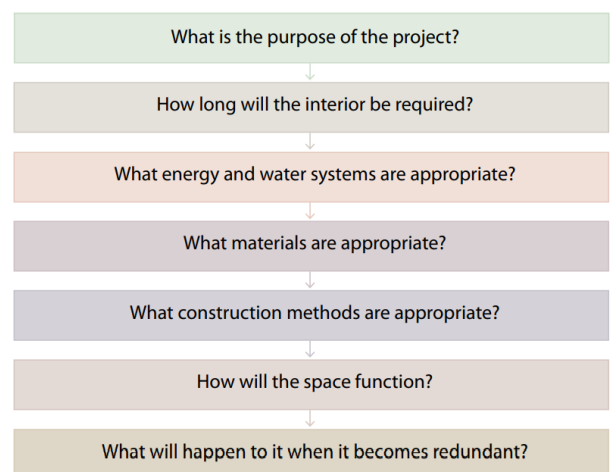 What is the purpose of the project?
How long will the interior be required?
What energy and water systems are appropriate?
What materials are appropriate?
What construction methods are appropriate?
How will the space function?
What will happen to it when it becomes redundant?